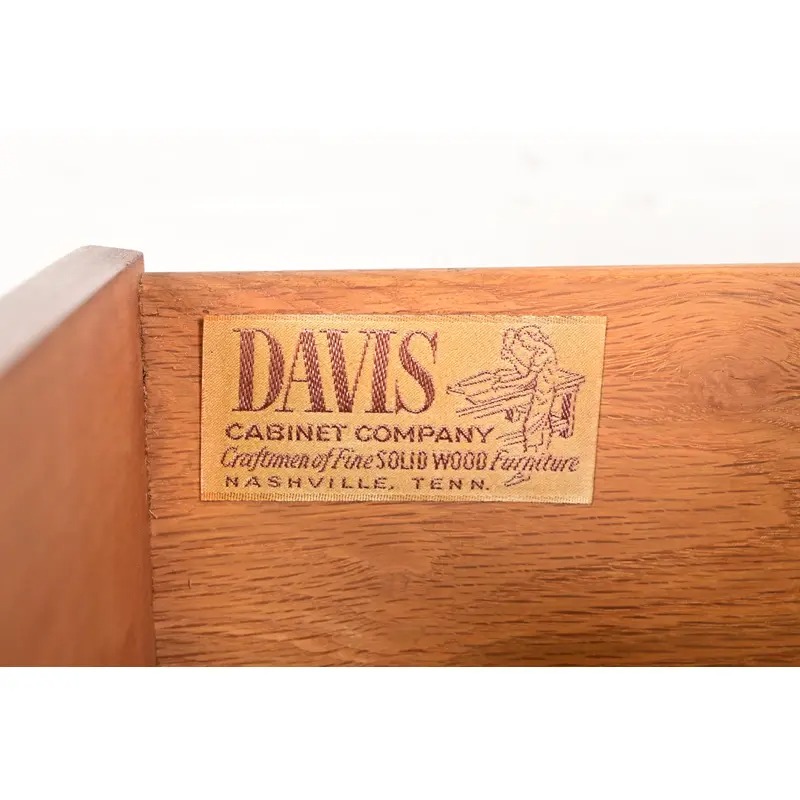 DAVIS
CABINET COMPANY
Craftmen of Fine SOLID WOOD Furniture
NASHVILLE, TENN.